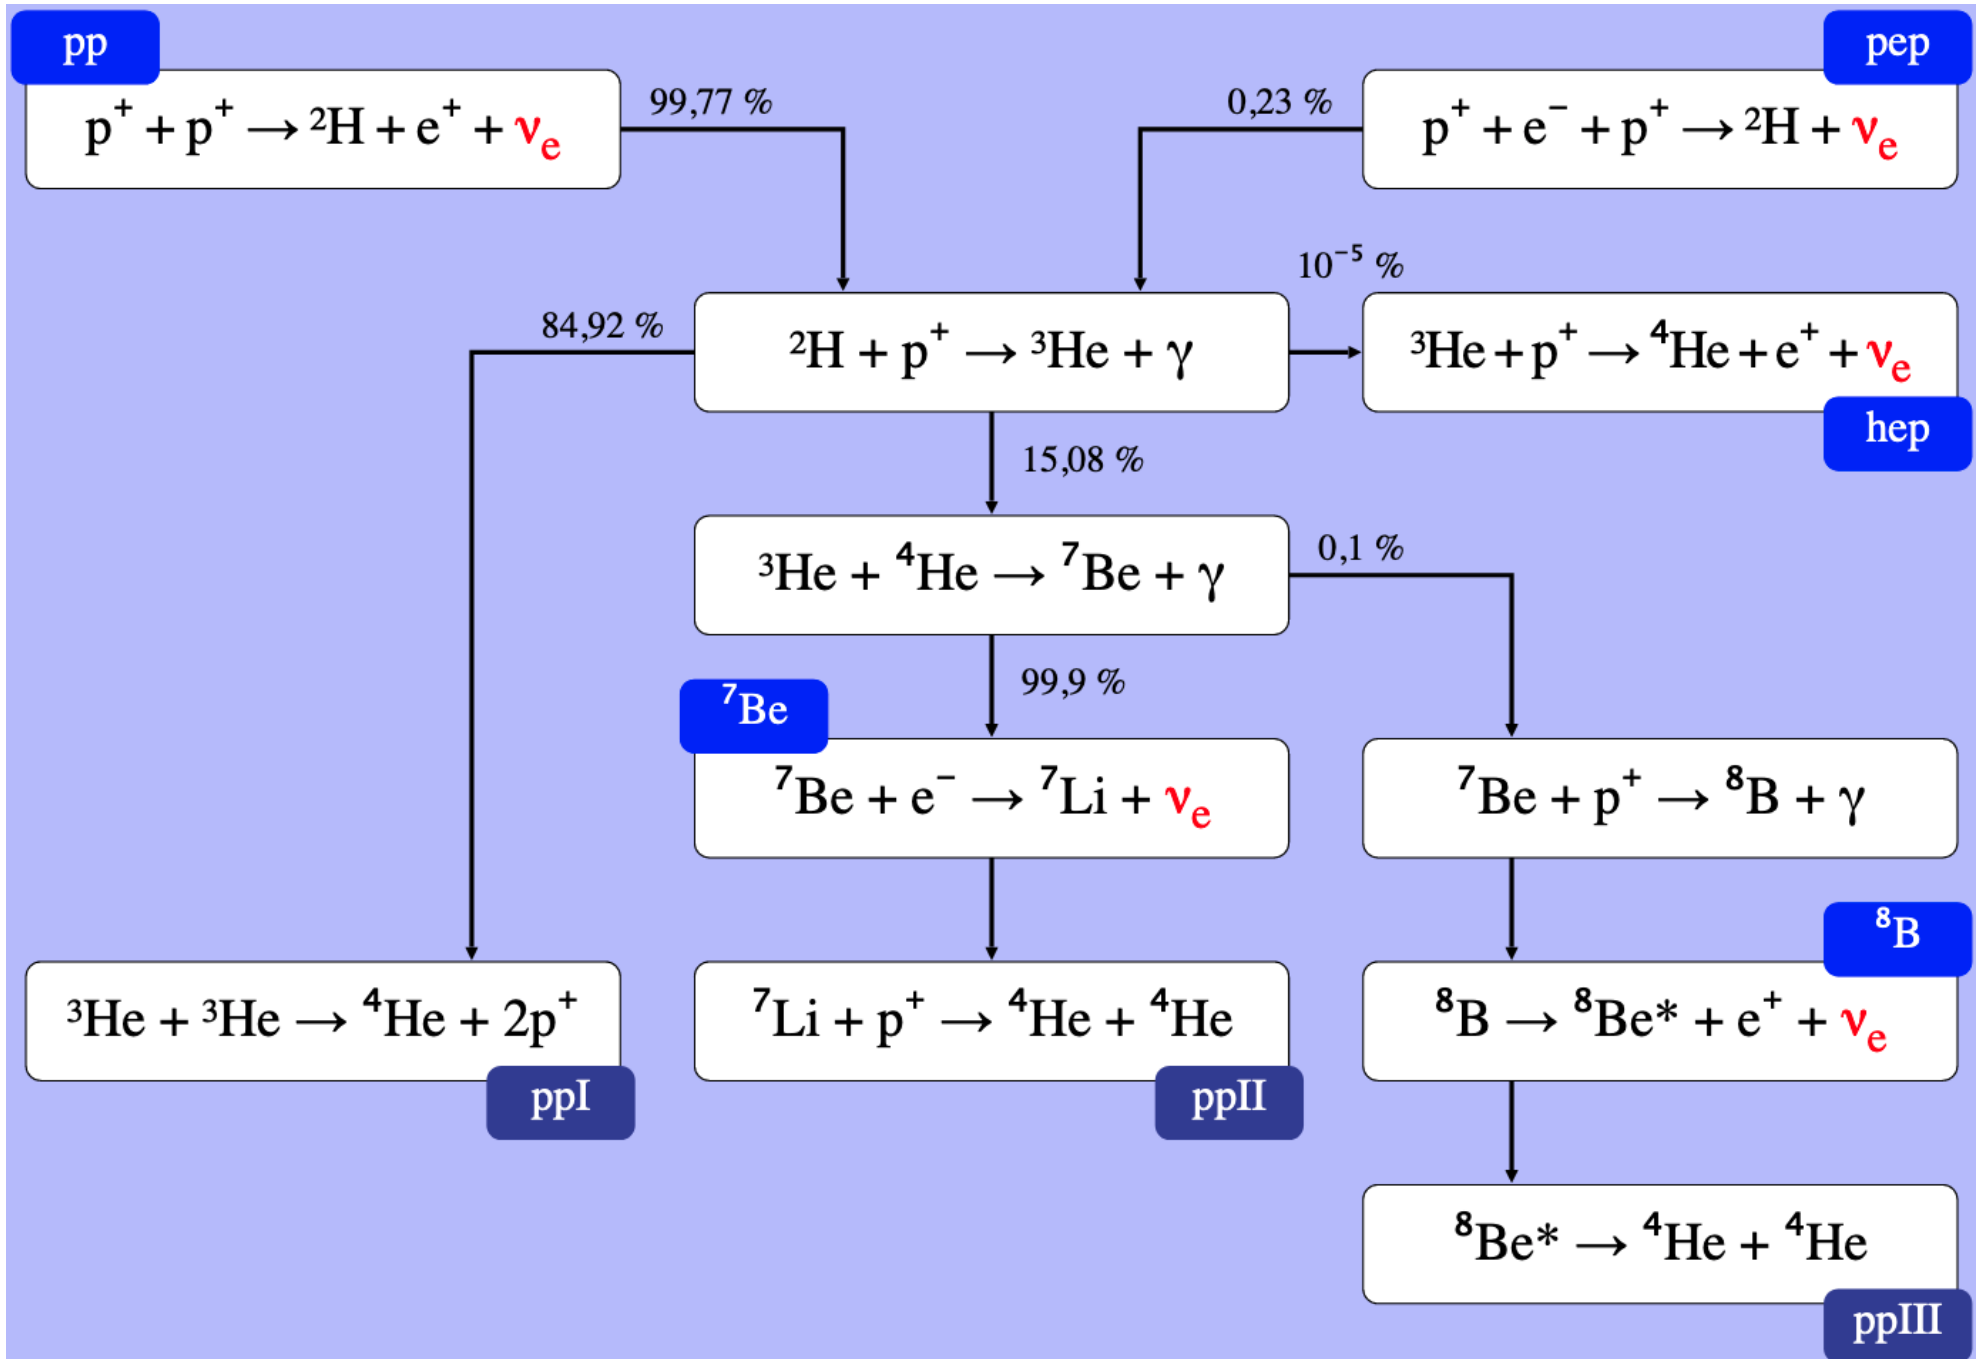 pp
pep
p⁺ + p⁺ → ²H + e⁺ + νₑ
99,77 %
0,23 %
p⁺ + e⁻ + p⁺ → ²H + νₑ
84,92 %
²H + p⁺ → ³He + γ
10⁻⁵ %
³He + p⁺ → ⁴He + e⁺ + νₑ
hep
15,08 %
³He + ⁴He → ⁷Be + γ
0,1 %
99,9 %
⁷Be
⁷Be + e⁻ → ⁷Li + νₑ
⁷Be + p⁺ → ⁸B + γ
⁸B
³He + ³He → ⁴He + 2p⁺
⁷Li + p⁺ → ⁴He + ⁴He
⁸B → ⁸Be* + e⁺ + νₑ
ppI
ppII
⁸Be* → ⁴He + ⁴He
ppIII